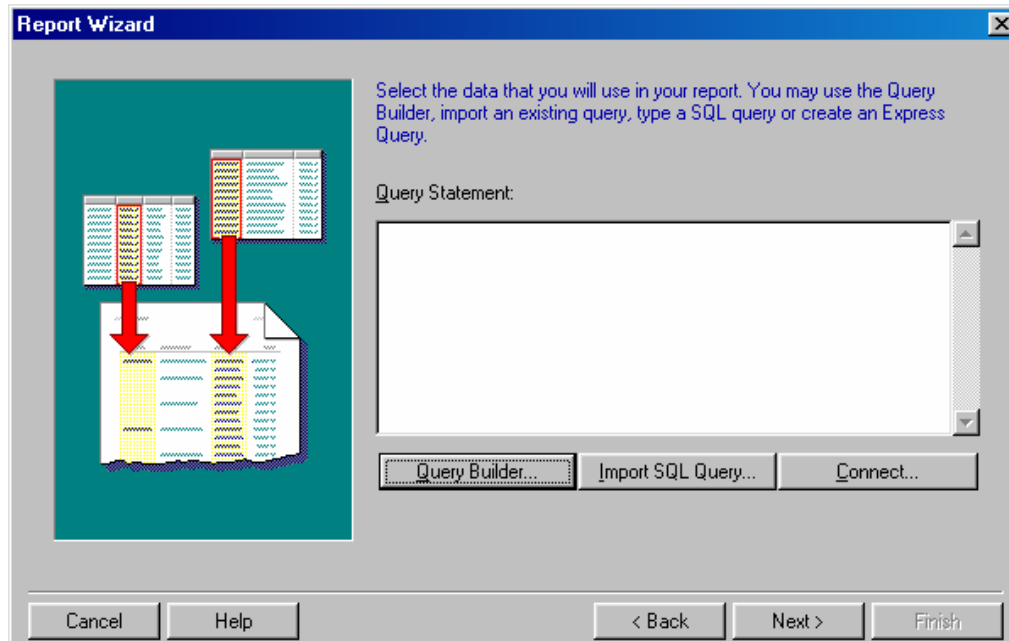 Report Wizard
Select the data that you will use in your report. You may use the Query
Builder, import an existing query, type a SQL query or create an Express
Query.
Query Statement:
Query Builder... Import SQL Query... Connect...
Cancel Help < Back Next > Finish